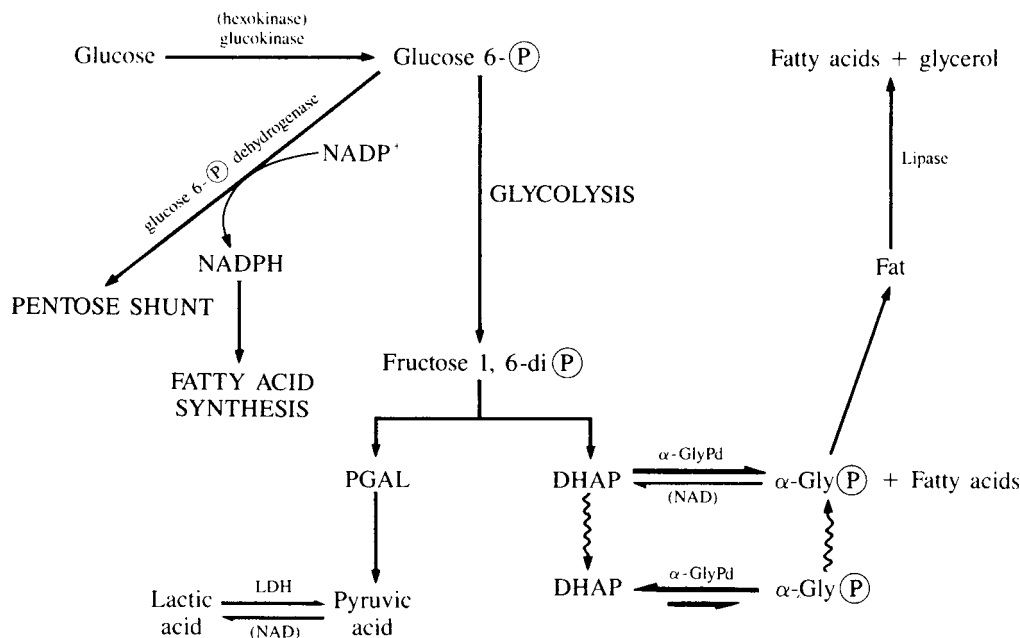 (hexokinase)
glucokinase
Glucose
Glucose 6-Ⓟ
Fatty acids + glycerol
glucose 6-Ⓟ dehydrogenase
NADP⁺
Lipase
GLYCOLYSIS
NADPH
Fat
PENTOSE SHUNT
Fructose 1, 6-di Ⓟ
FATTY ACID
SYNTHESIS
PGAL
DHAP
α-GlyPd
(NAD)
α-Gly Ⓟ + Fatty acids
DHAP
α-GlyPd
α-Gly Ⓟ
Lactic
acid
LDH
(NAD)
Pyruvic
acid